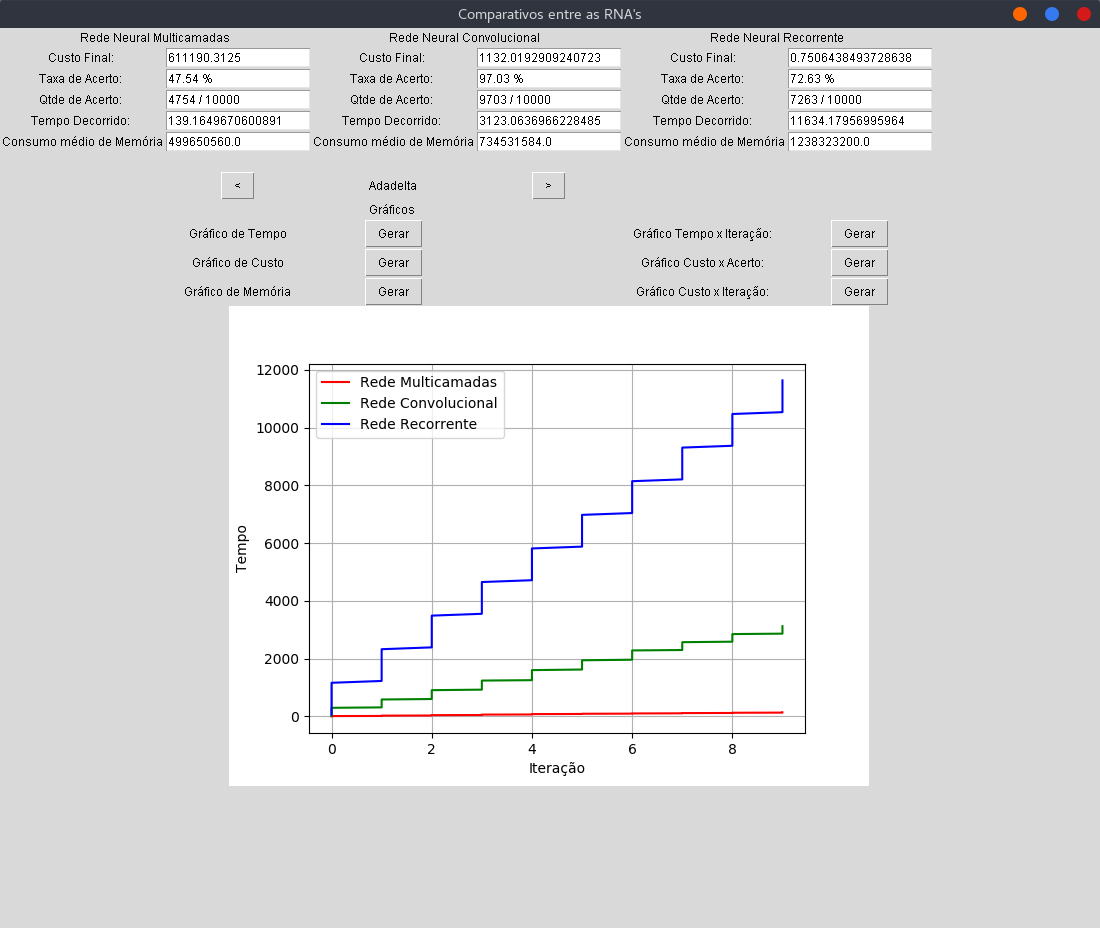 Comparativos entre as RNA's
Rede Neural Multicamadas Rede Neural Convolucional Rede Neural Recorrente
Custo Final: 611190.3125 Custo Final: 1132.0192909240723 Custo Final: 0.7506438493728638
Taxa de Acerto: 47.54 % Taxa de Acerto: 97.03 % Taxa de Acerto: 72.63 %
Qtde de Acerto: 4754 / 10000 Qtde de Acerto: 9703 / 10000 Qtde de Acerto: 7263 / 10000
Tempo Decorrido: 139.1649670600891 Tempo Decorrido: 3123.0636966228485 Tempo Decorrido: 11634.17956995964
Consumo médio de Memória 499650560.0 Consumo médio de Memória 734531584.0 Consumo médio de Memória 1238323200.0
< Adadelta >
Gráficos
Gráfico de Tempo Gerar Gráfico Tempo x Iteração: Gerar
Gráfico de Custo Gerar Gráfico Custo x Acerto: Gerar
Gráfico de Memória Gerar Gráfico Custo x Iteração: Gerar
12000
10000
8000
6000
4000
2000
0
Tempo
Rede Multicamadas
Rede Convolucional
Rede Recorrente
0 2 4 6 8
Iteração